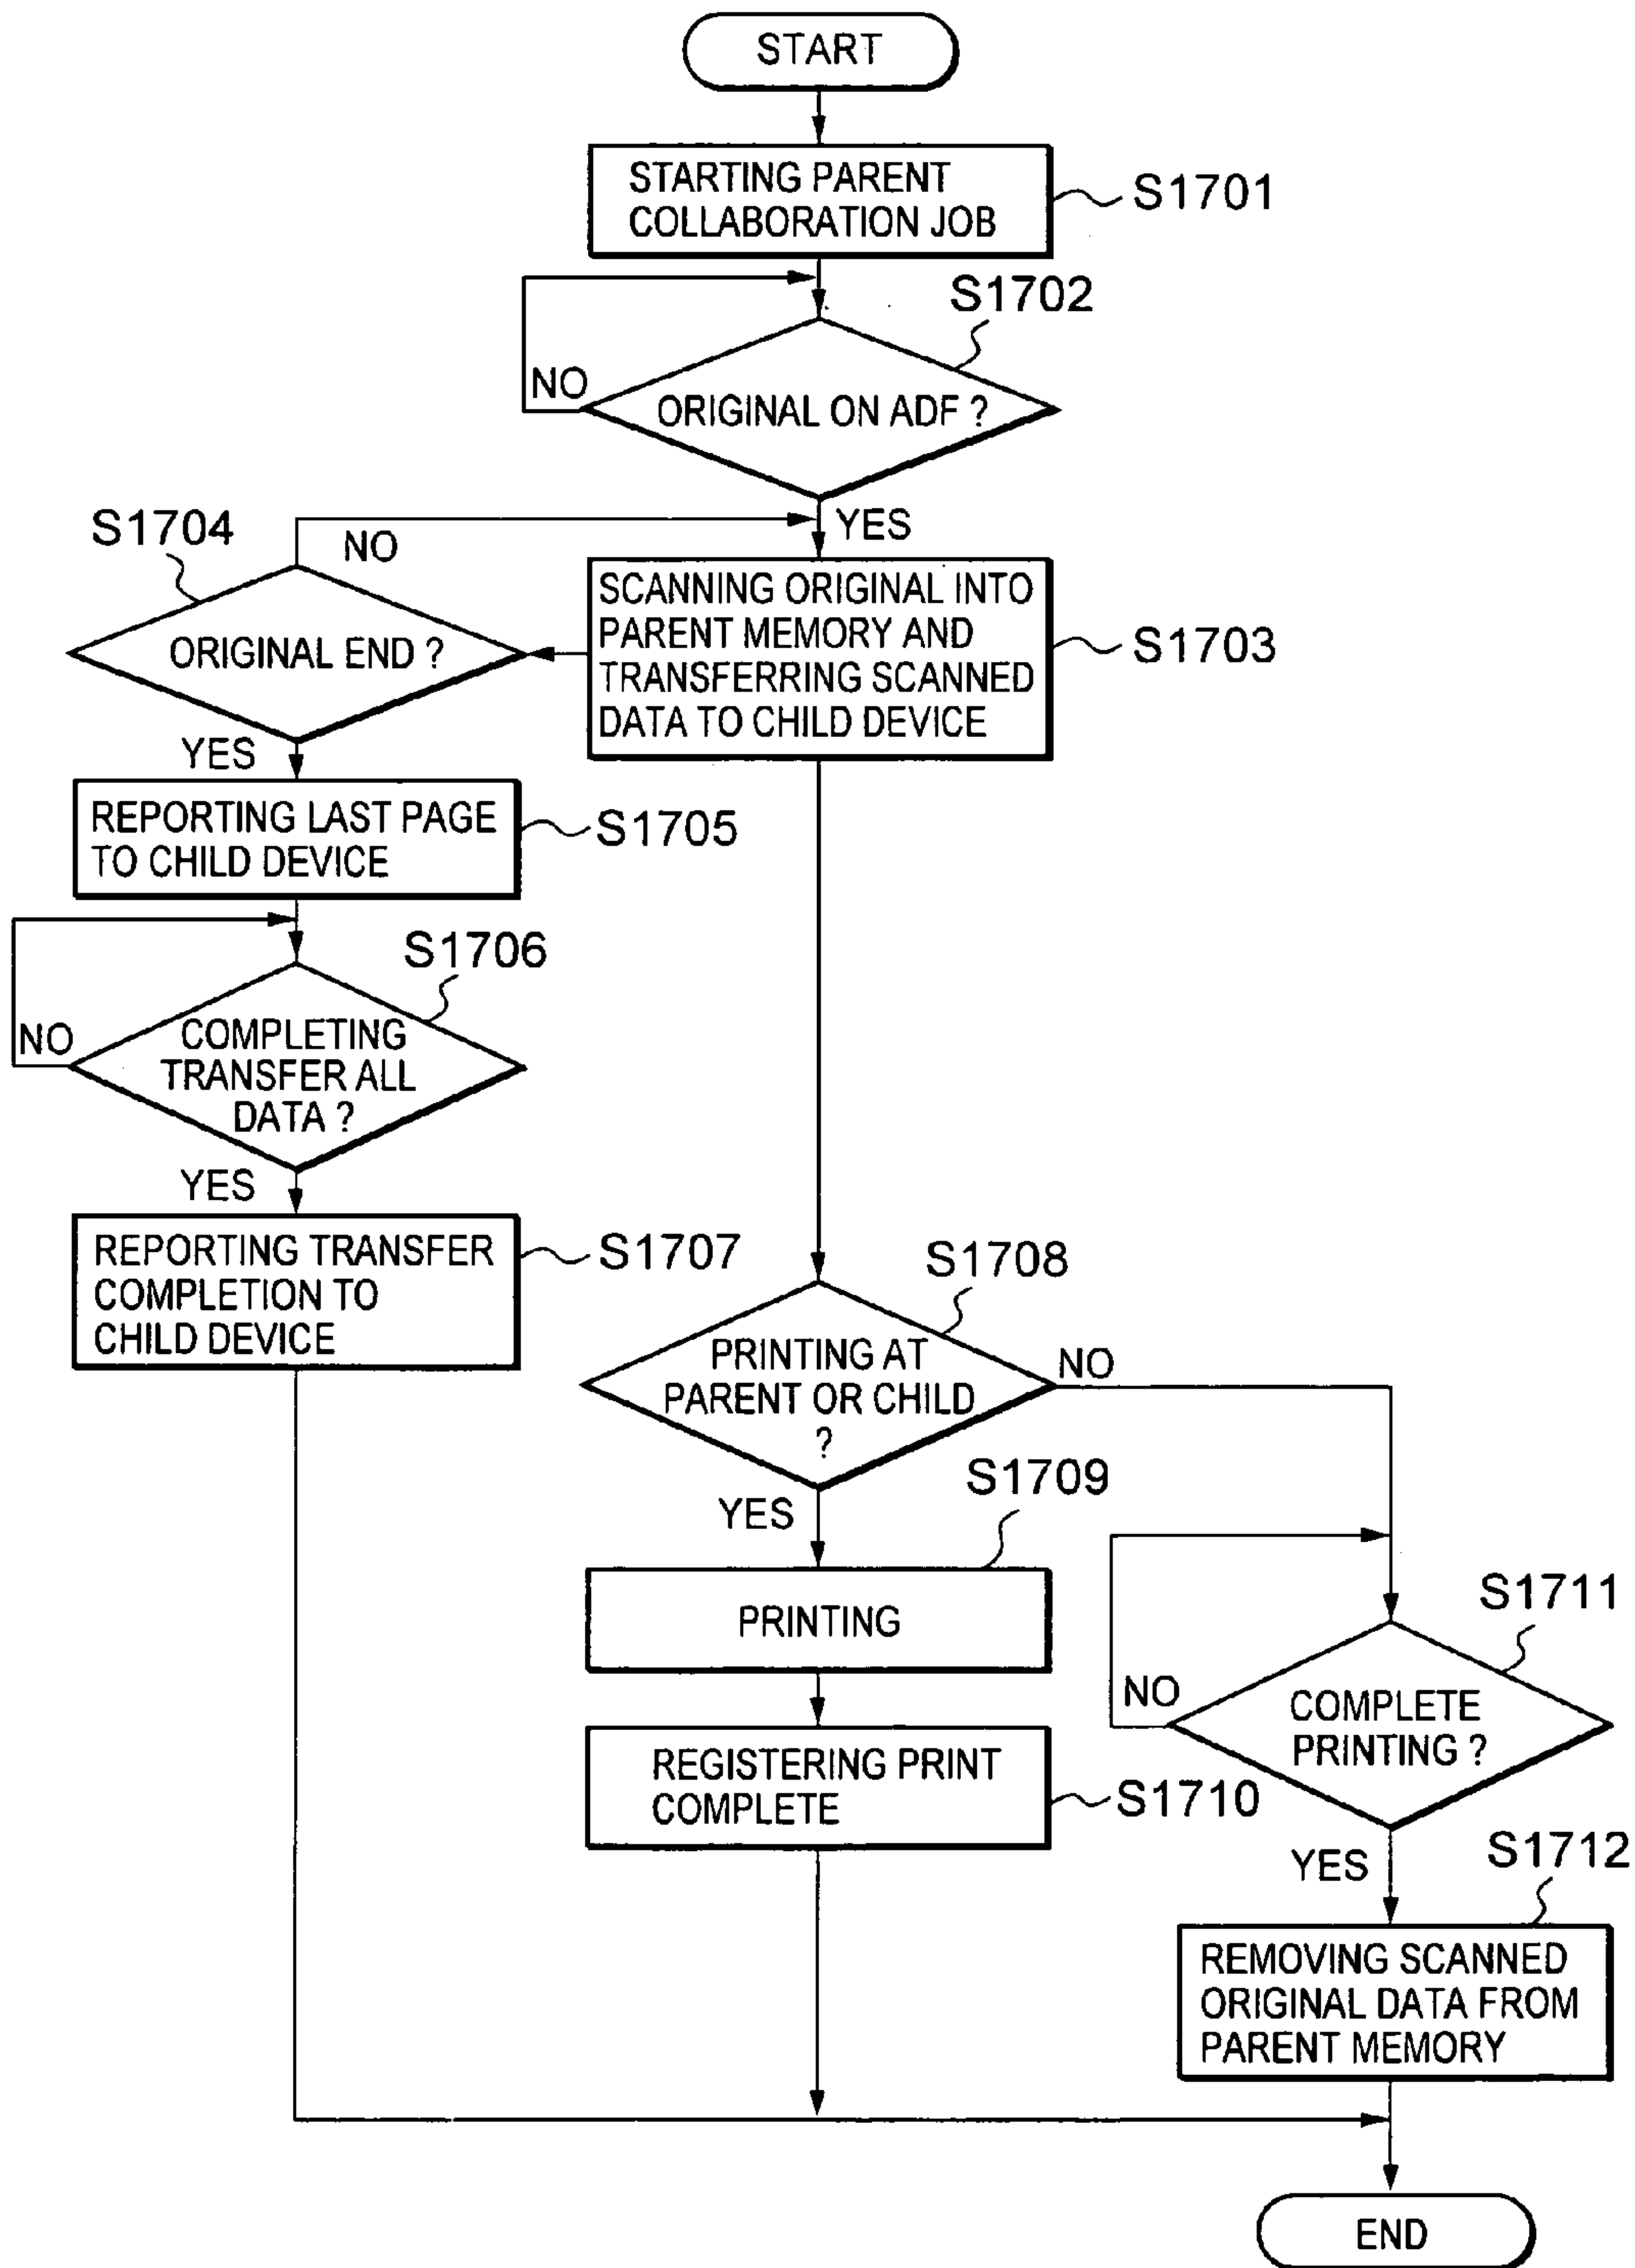 START
STARTING PARENT
COLLABORATION JOB
S1701
S1702
NO
ORIGINAL ON ADF ?
YES
S1704
NO
ORIGINAL END ?
SCANNING ORIGINAL INTO
PARENT MEMORY AND
TRANSFERRING SCANNED
DATA TO CHILD DEVICE
S1703
YES
REPORTING LAST PAGE
TO CHILD DEVICE
S1705
S1706
NO
COMPLETING
TRANSFER ALL
DATA ?
YES
REPORTING TRANSFER
COMPLETION TO
CHILD DEVICE
S1707
S1708
PRINTING AT
PARENT OR CHILD
?
NO
YES
S1709
PRINTING
REGISTERING PRINT
COMPLETE
S1710
S1711
NO
COMPLETE
PRINTING ?
YES
S1712
REMOVING SCANNED
ORIGINAL DATA FROM
PARENT MEMORY
END